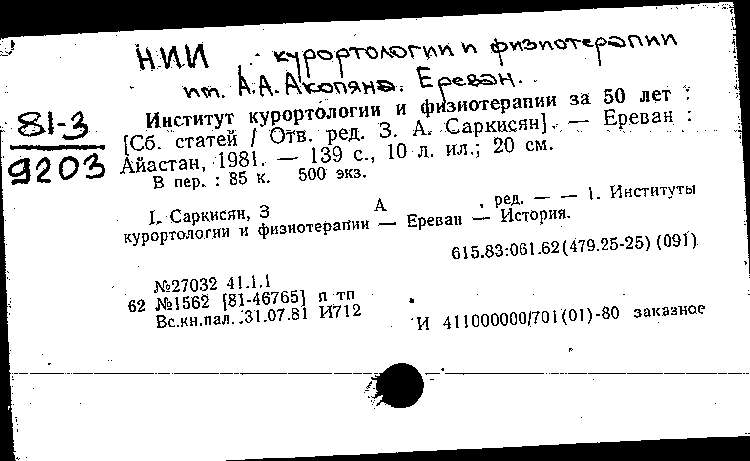 НИИ курортологии и физиотерапии
им. А.А. Акопяна. Ереван.
81-3
9203
Институт курортологии и физиотерапии за 50 лет :
[Сб. статей / Отв. ред. З. А. Саркисян]. — Ереван :
Айастан, 1981. — 139 с., 10 л. ил.; 20 см.
В пер. : 85 к. 500 экз.
I. Саркисян, З А , ред. — — 1. Институты
курортологии и физиотерапии — Ереван — История.
615.83:061.62(479.25-25) (091)
№27032 41.1.1
62 №1562 [81-46765] п тп
Вс.кн.пал. 31.07.81 И712
И 411000000/701(01)-80 заказное